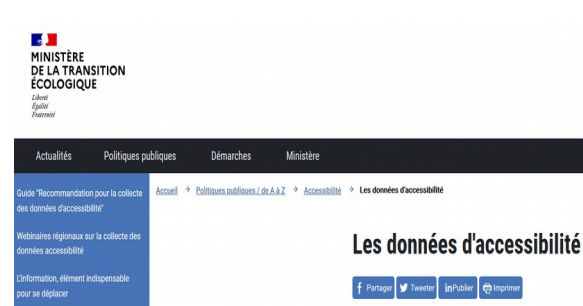 MINISTÈRE
DE LA TRANSITION
ÉCOLOGIQUE
Liberté
Égalité
Fraternité
Actualités Politiques publiques Démarches Ministère
Guide "Recommandation pour la collecte
des données d'accessibilité"
Webinaires régionaux sur la collecte des
données accessibilité
L'information, élément indispensable
pour se déplacer
Accueil → Politiques publiques / de A à Z → Accessibilité → Les données d'accessibilité
Les données d'accessibilité
Partager Tweeter Publier Imprimer